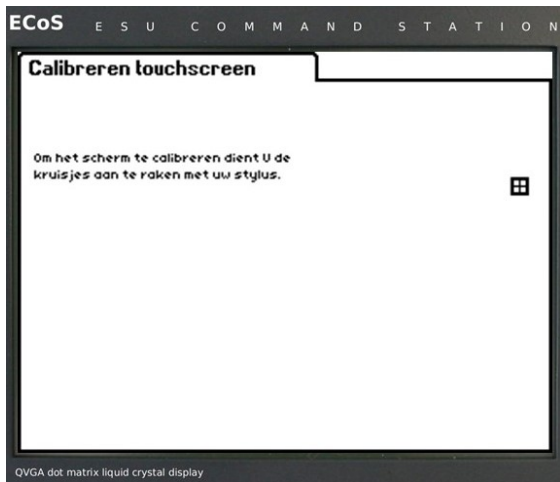 ECoS ESU COMMAND STATION
Calibreren touchscreen
Om het scherm te calibreren dient U de
kruisjes aan te raken met uw stylus.
QVGA dot matrix liquid crystal display